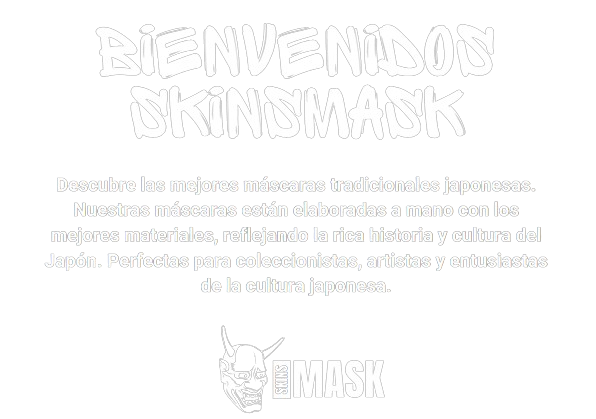 BiENVENiDOS
SKiNSMASK
Descubre las mejores máscaras tradicionales japonesas.
Nuestras máscaras están elaboradas a mano con los
mejores materiales, reflejando la rica historia y cultura del
Japón. Perfectas para coleccionistas, artistas y entusiastas
de la cultura japonesa.
SKINS MASK